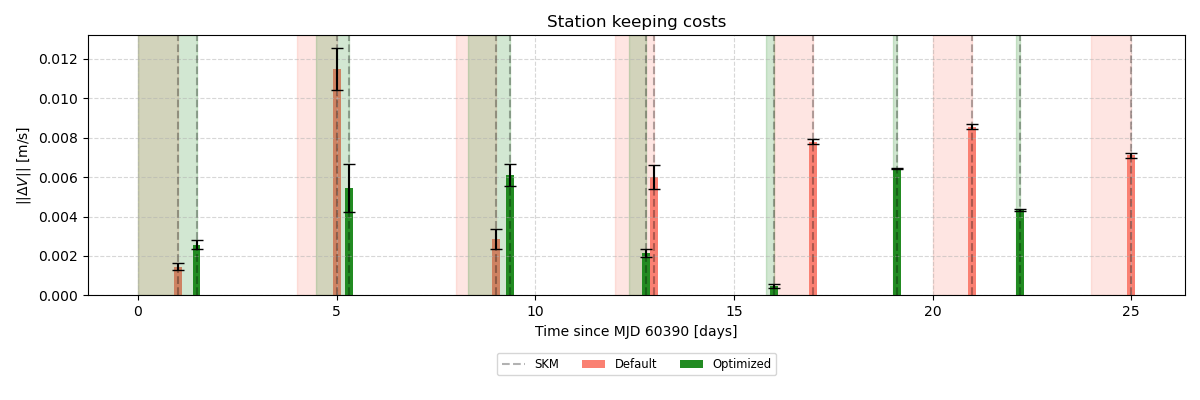 Station keeping costs
||ΔV|| [m/s]
0.012
0.010
0.008
0.006
0.004
0.002
0.000
0 5 10 15 20 25
Time since MJD 60390 [days]
SKM Default Optimized